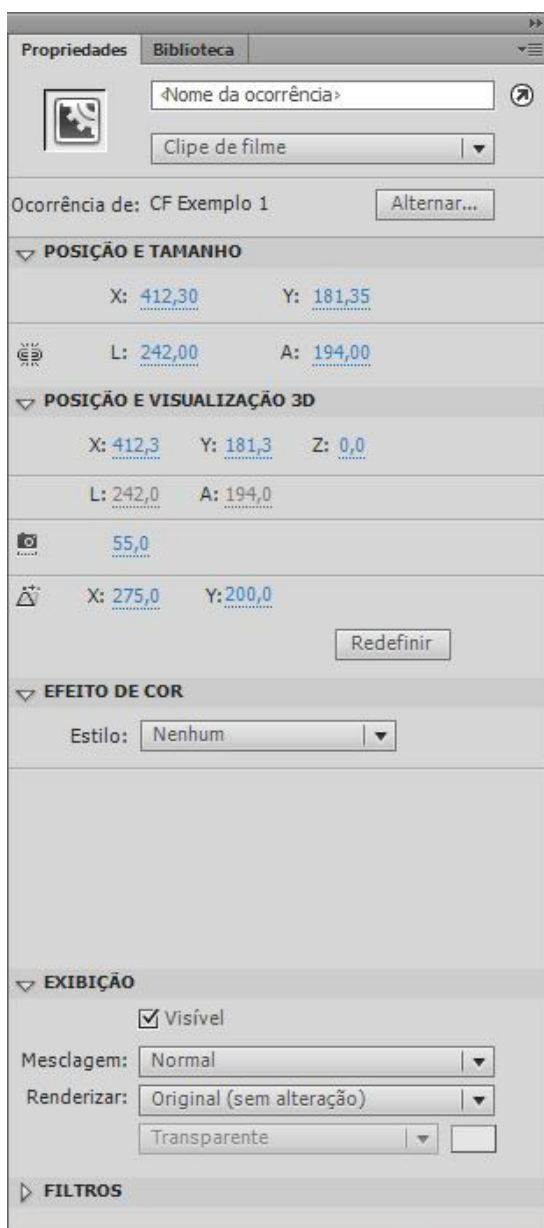 Propriedades Biblioteca
<Nome da ocorrência>
Clipe de filme
Ocorrência de: CF Exemplo 1 Alternar...
POSIÇÃO E TAMANHO
X: 412,30 Y: 181,35
L: 242,00 A: 194,00
POSIÇÃO E VISUALIZAÇÃO 3D
X: 412,3 Y: 181,3 Z: 0,0
L: 242,0 A: 194,0
55,0
X: 275,0 Y: 200,0
Redefinir
EFEITO DE COR
Estilo: Nenhum
EXIBIÇÃO
Visível
Mesclagem: Normal
Renderizar: Original (sem alteração)
Transparente
FILTROS